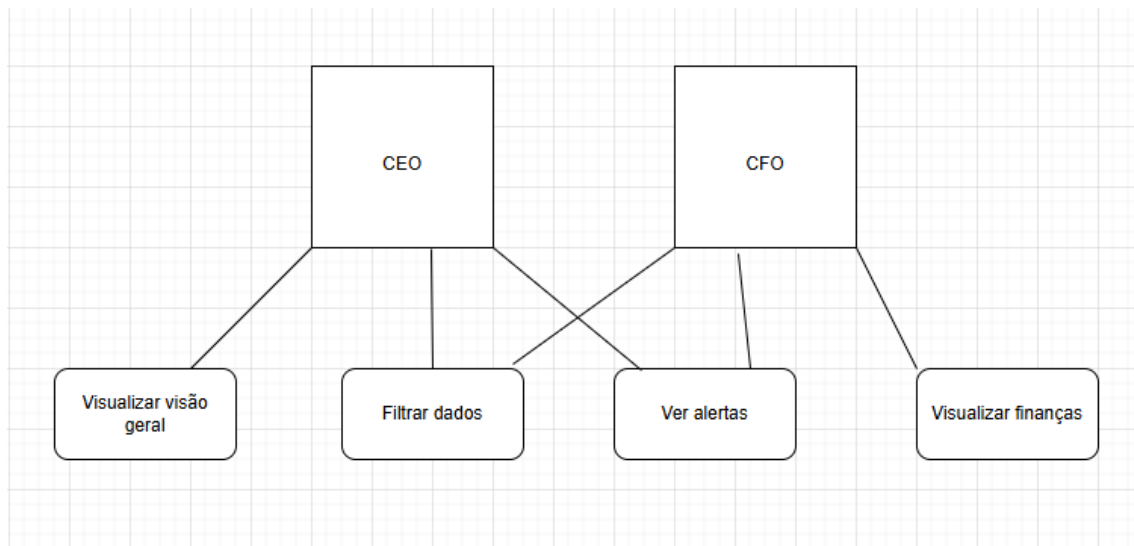 CEO
CFO
Visualizar visão
geral
Filtrar dados
Ver alertas
Visualizar finanças